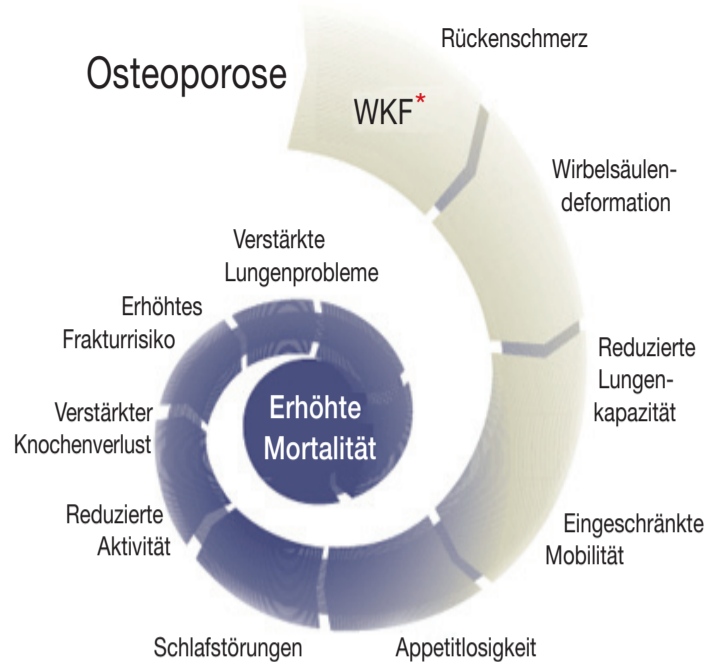 Osteoporose
WKF*
Rückenschmerz
Wirbelsäulen-
deformation
Reduzierte
Lungen-
kapazität
Eingeschränkte
Mobilität
Appetitlosigkeit
Schlafstörungen
Reduzierte
Aktivität
Verstärkter
Knochenverlust
Erhöhtes
Frakturrisiko
Verstärkte
Lungenprobleme
Erhöhte
Mortalität